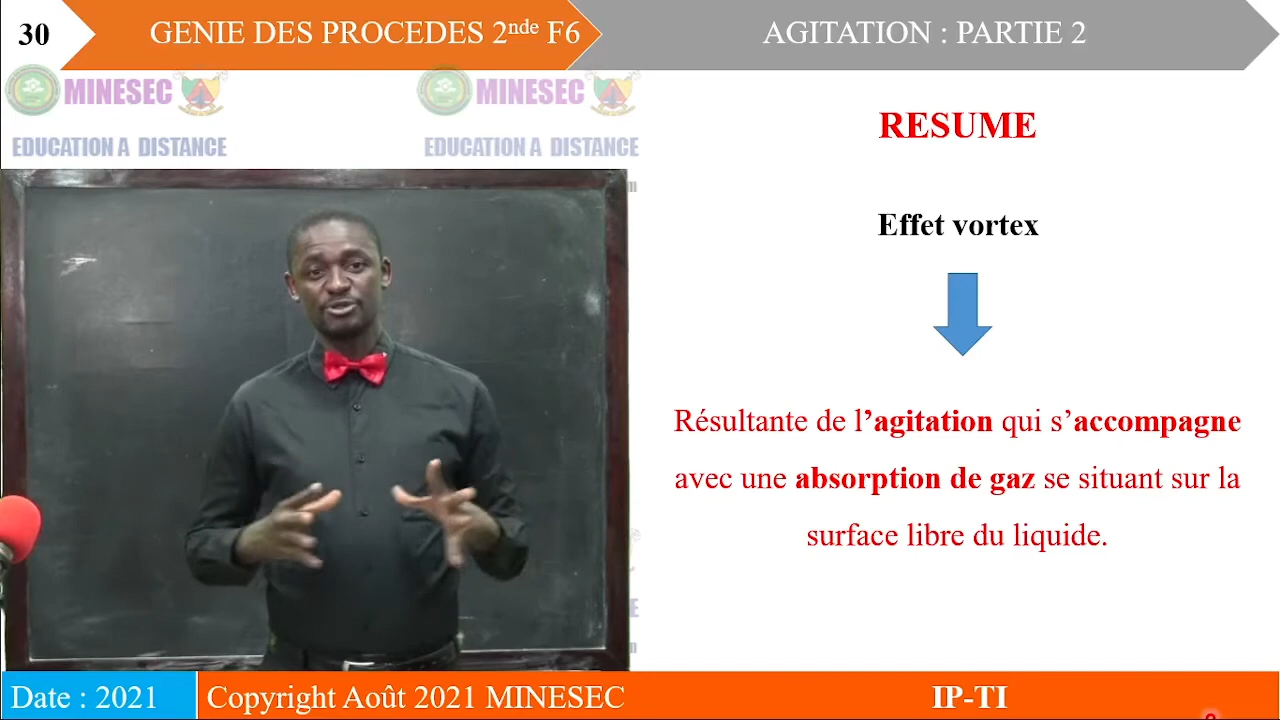 30
GENIE DES PROCEDES 2nde F6
AGITATION : PARTIE 2
MINESEC
MINESEC
EDUCATION A DISTANCE
EDUCATION A DISTANCE
RESUME
Effet vortex
Résultante de l’agitation qui s’accompagne
avec une absorption de gaz se situant sur la
surface libre du liquide.
Date : 2021
Copyright Août 2021 MINESEC
IP-TI